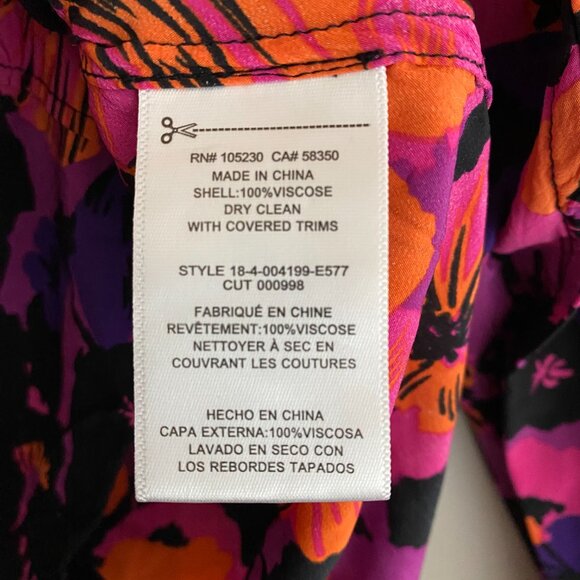 RN# 105230 CA# 58350
MADE IN CHINA
SHELL:100%VISCOSE
DRY CLEAN
WITH COVERED TRIMS
STYLE 18-4-004199-E577
CUT 000998
FABRIQUÉ EN CHINE
REVÊTEMENT:100%VISCOSE
NETTOYER À SEC EN
COUVRANT LES COUTURES
HECHO EN CHINA
CAPA EXTERNA:100%VISCOSA
LAVADO EN SECO CON
LOS REBORDES TAPADOS